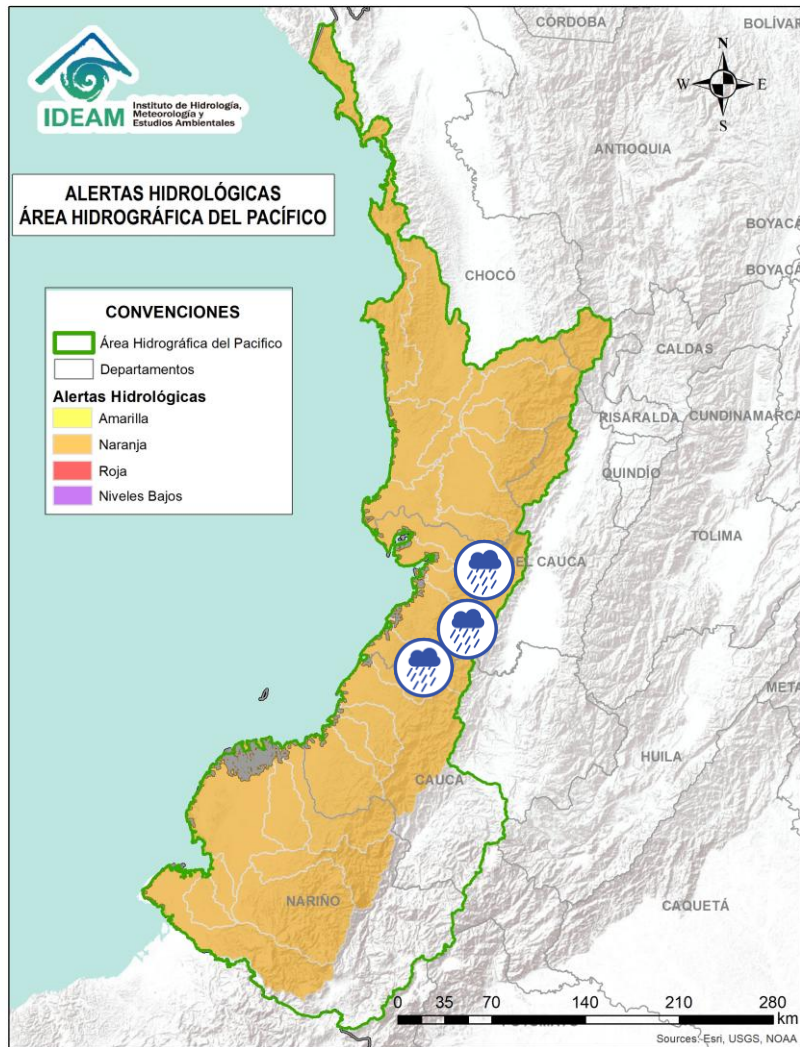 IDEAM
Instituto de Hidrología,
Meteorología y
Estudios Ambientales
ALERTAS HIDROLÓGICAS
ÁREA HIDROGRÁFICA DEL PACÍFICO
CONVENCIONES
Área Hidrográfica del Pacifico
Departamentos
Alertas Hidrológicas
Amarilla
Naranja
Roja
Niveles Bajos
N
W E
S
CÓRDOBA
BOLÍVAR
ANTIOQUIA
BOYACÁ
BOYACÁ
CHOCÓ
CALDAS
RISARALDA
CUNDINAMARCA
QUINDÍO
TOLIMA
DEL CAUCA
META
HUILA
CAUCA
NARIÑO
CAQUETÁ
0 35 70 140 210 280
km
Sources: Esri, USGS, NOAA